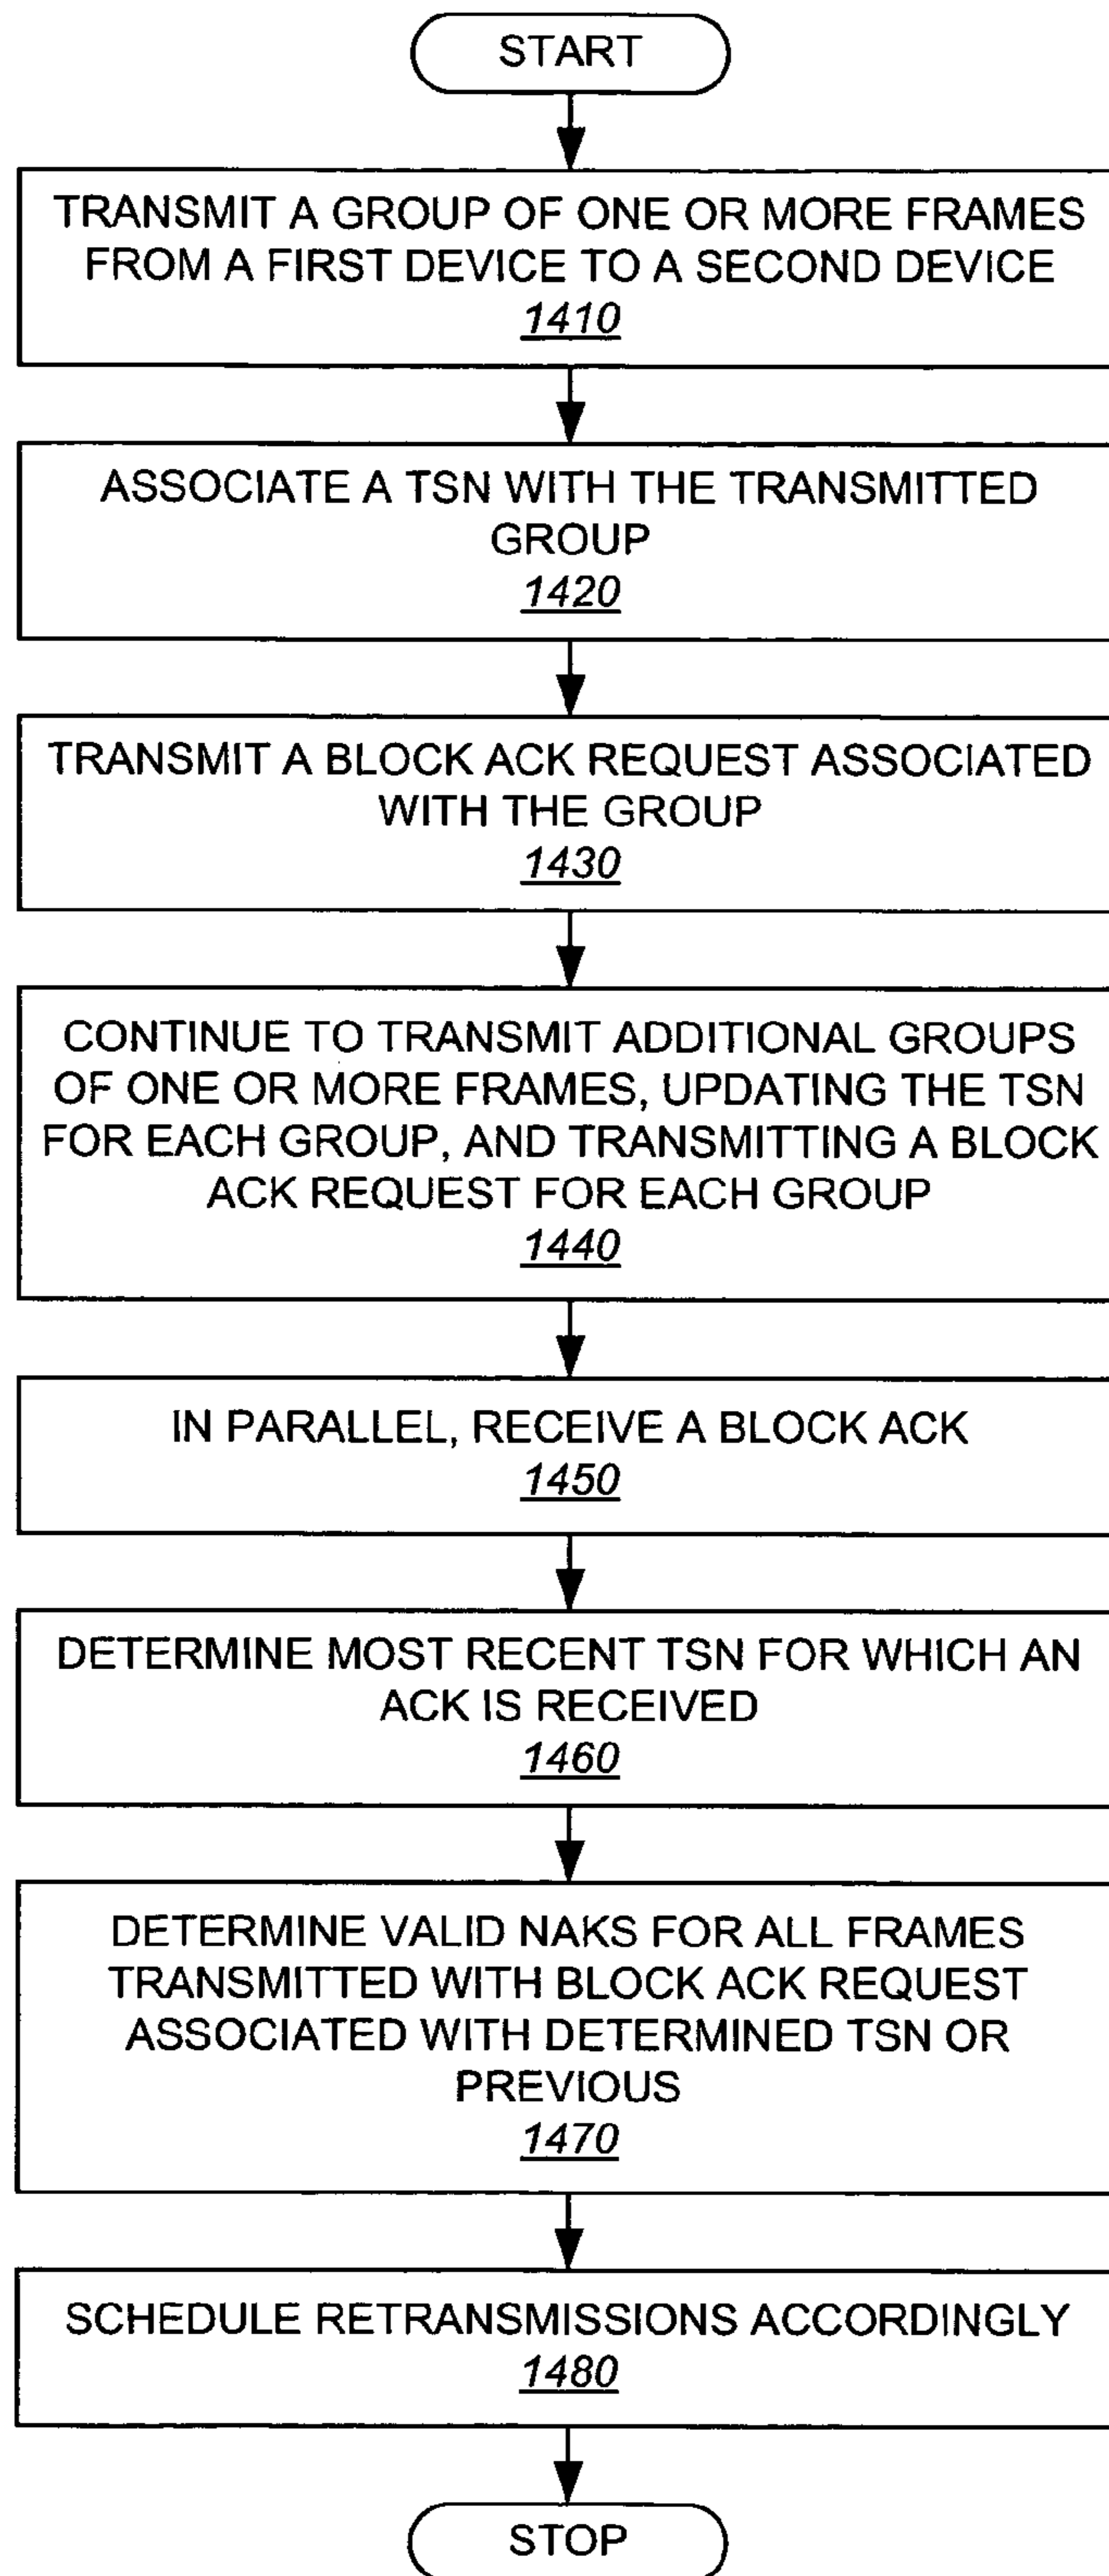 START
TRANSMIT A GROUP OF ONE OR MORE FRAMES
FROM A FIRST DEVICE TO A SECOND DEVICE
1410
ASSOCIATE A TSN WITH THE TRANSMITTED
GROUP
1420
TRANSMIT A BLOCK ACK REQUEST ASSOCIATED
WITH THE GROUP
1430
CONTINUE TO TRANSMIT ADDITIONAL GROUPS
OF ONE OR MORE FRAMES, UPDATING THE TSN
FOR EACH GROUP, AND TRANSMITTING A BLOCK
ACK REQUEST FOR EACH GROUP
1440
IN PARALLEL, RECEIVE A BLOCK ACK
1450
DETERMINE MOST RECENT TSN FOR WHICH AN
ACK IS RECEIVED
1460
DETERMINE VALID NAKS FOR ALL FRAMES
TRANSMITTED WITH BLOCK ACK REQUEST
ASSOCIATED WITH DETERMINED TSN OR
PREVIOUS
1470
SCHEDULE RETRANSMISSIONS ACCORDINGLY
1480
STOP